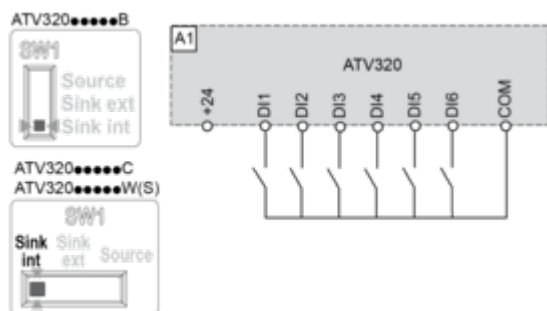 ATV320●●●●●B
SW1
Source
Sink ext
Sink int
A1
ATV320
+24
DI1
DI2
DI3
DI4
DI5
DI6
COM
ATV320●●●●●C
ATV320●●●●●W(S)
SW1
Sink int
Sink ext
Source